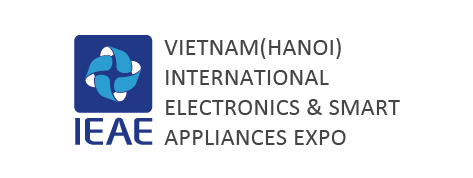 IEAE
VIETNAM(HANOI)
INTERNATIONAL
ELECTRONICS & SMART
APPLIANCES EXPO